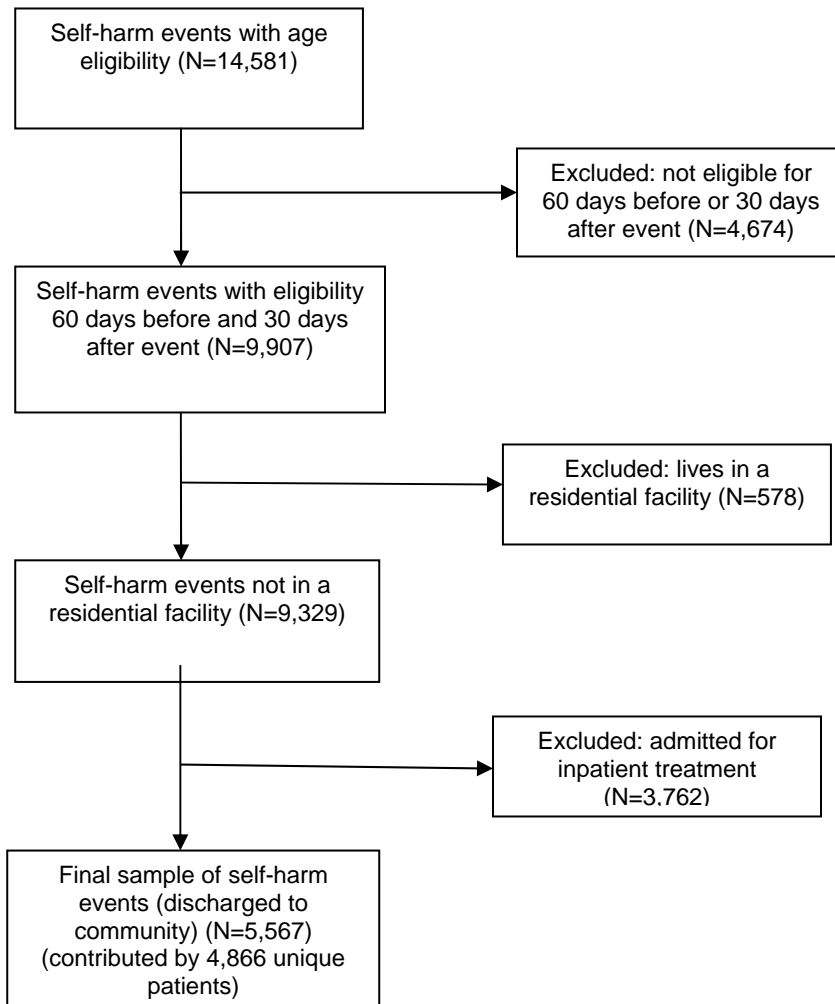 Self-harm events with age
eligibility (N=14,581)
Excluded: not eligible for
60 days before or 30 days
after event (N=4,674)
Self-harm events with eligibility
60 days before and 30 days
after event (N=9,907)
Excluded: lives in a
residential facility (N=578)
Self-harm events not in a
residential facility (N=9,329)
Excluded: admitted for
inpatient treatment
(N=3,762)
Final sample of self-harm
events (discharged to
community) (N=5,567)
(contributed by 4,866 unique
patients)